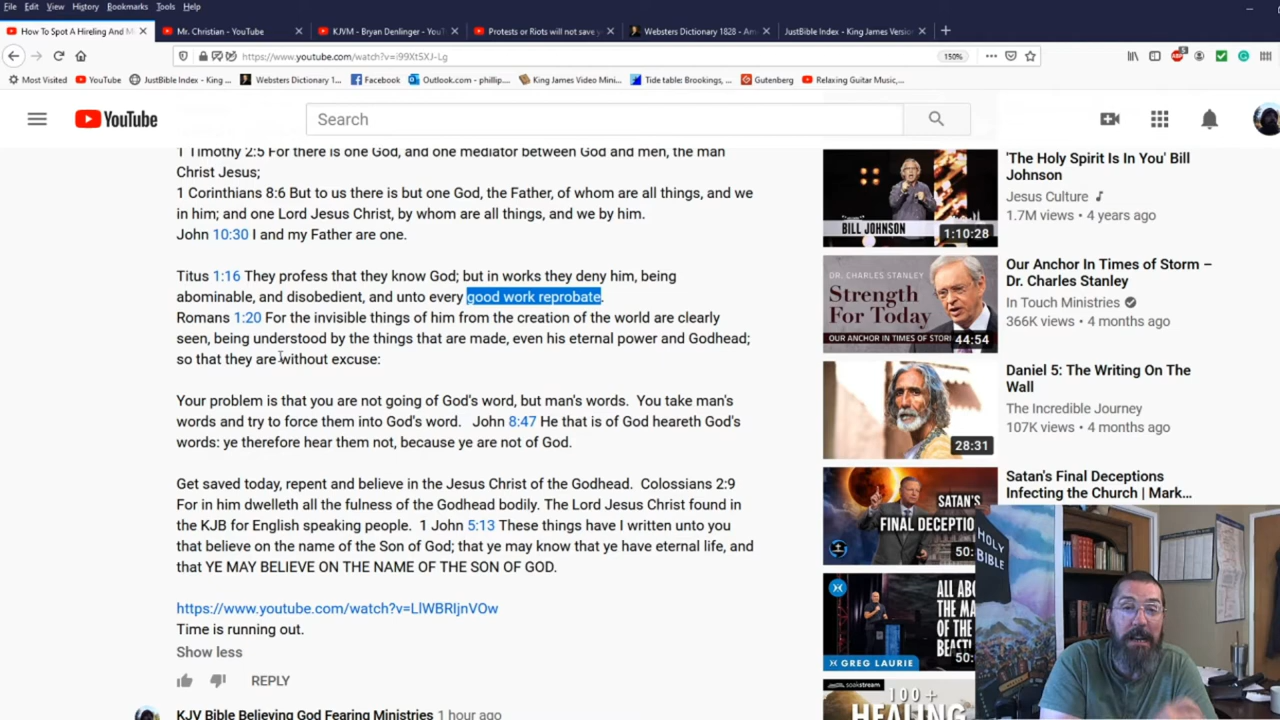 File Edit View History Bookmarks Tools Help
How To Spot A Hireling And M
Mr. Christian - YouTube
KJVM - Bryan Denlinger - YouT
Protests or Riots will not save y
Websters Dictionary 1828 - Am
JustBible Index - King James Versio
https://www.youtube.com/watch?v=i99XtSXJ-Lg
150%
Most Visited YouTube JustBible Index - King ... Websters Dictionary 1... Facebook Outlook.com - phillip... King James Video Mini... Tide table: Brookings, ... Gutenberg Relaxing Guitar Music,...
YouTube
Search
1 Timothy 2:5 For there is one God, and one mediator between God and men, the man
Christ Jesus;
1 Corinthians 8:6 But to us there is but one God, the Father, of whom are all things, and we
in him; and one Lord Jesus Christ, by whom are all things, and we by him.
John 10:30 I and my Father are one.
Titus 1:16 They profess that they know God; but in works they deny him, being
abominable, and disobedient, and unto every good work reprobate.
Romans 1:20 For the invisible things of him from the creation of the world are clearly
seen, being understood by the things that are made, even his eternal power and Godhead;
so that they are without excuse:
Your problem is that you are not going of God's word, but man's words. You take man's
words and try to force them into God's word. John 8:47 He that is of God heareth God's
words: ye therefore hear them not, because ye are not of God.
Get saved today, repent and believe in the Jesus Christ of the Godhead. Colossians 2:9
For in him dwelleth all the fulness of the Godhead bodily. The Lord Jesus Christ found in
the KJB for English speaking people. 1 John 5:13 These things have I written unto you
that believe on the name of the Son of God; that ye may know that ye have eternal life, and
that YE MAY BELIEVE ON THE NAME OF THE SON OF GOD.
https://www.youtube.com/watch?v=LlWBRIjnVOw
Time is running out.
Show less
REPLY
KJV Bible Believing God Fearing Ministries 1 hour ago
BILL JOHNSON
1:10:28
'The Holy Spirit Is In You' Bill
Johnson
Jesus Culture
1.7M views • 4 years ago
DR. CHARLES STANLEY
Strength
For Today
OUR ANCHOR IN TIMES OF STORM
44:54
Our Anchor In Times of Storm –
Dr. Charles Stanley
In Touch Ministries
366K views • 4 months ago
28:31
Daniel 5: The Writing On The
Wall
The Incredible Journey
107K views • 4 months ago
SATAN'S
FINAL DECEPTIO
50:
Satan's Final Deceptions
Infecting the Church | Mark...
ALL ABO
THE MA
OF THE
BEAST
GREG LAURIE
50:
HOLY
BIBLE
soakstream
100+
HEALING